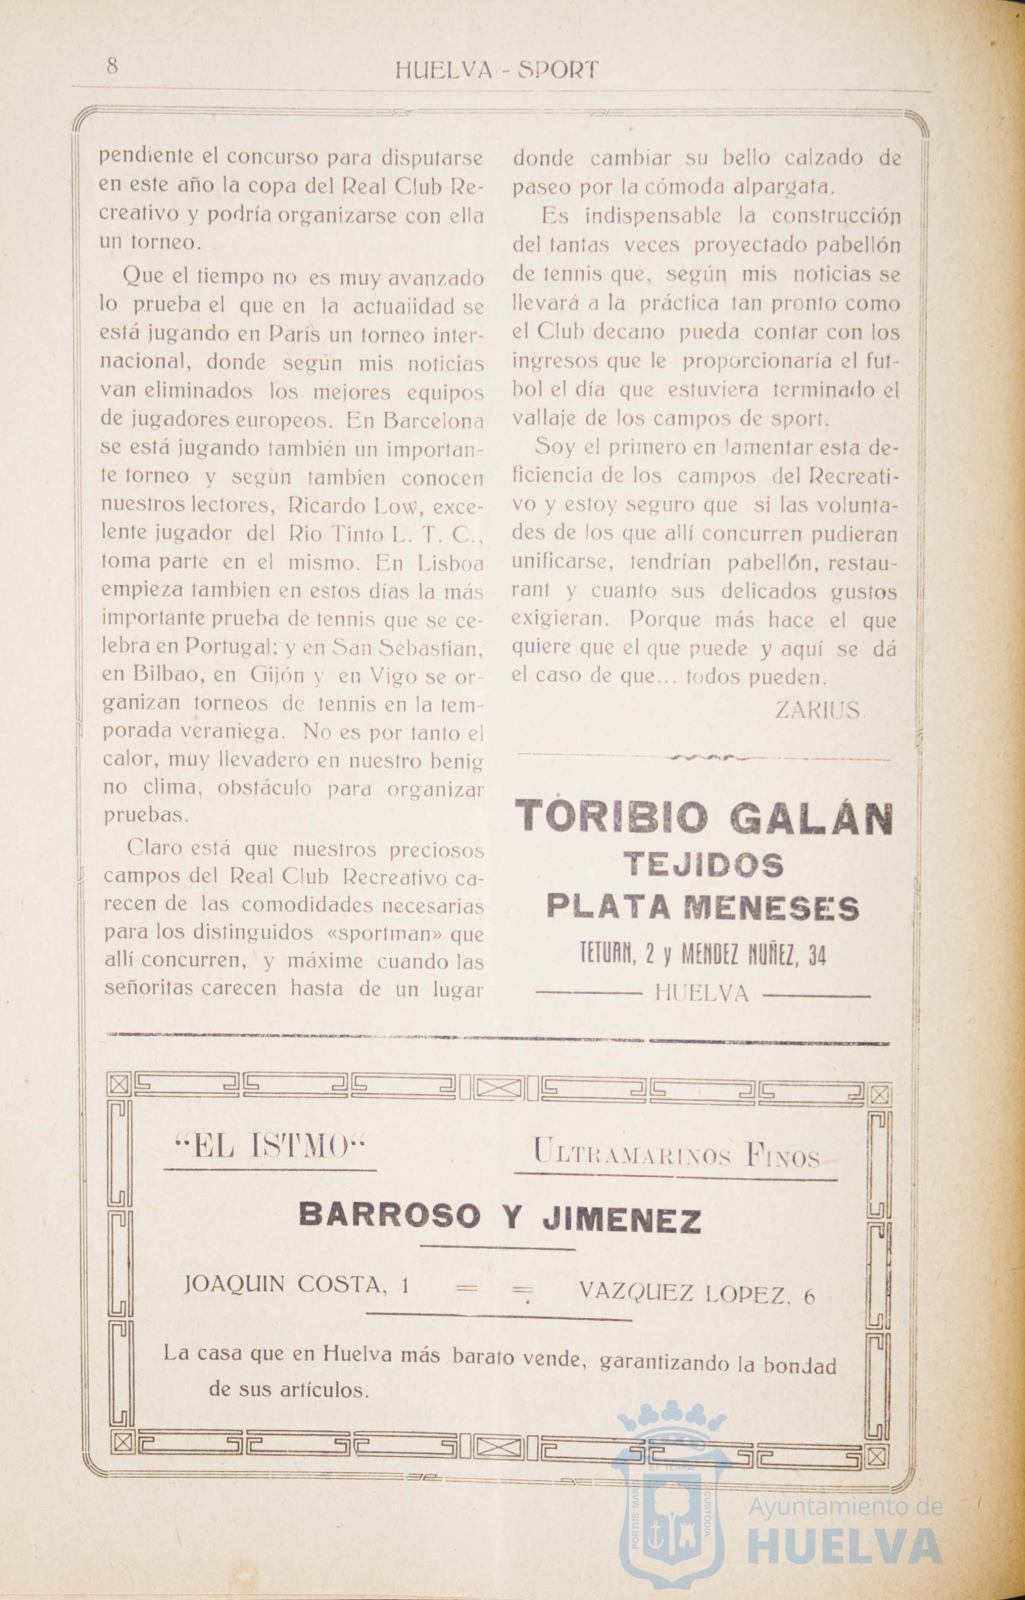 8
HUELVA - SPORT
pendiente el concurso para disputarse
en este año la copa del Real Club Re-
creativo y podría organizarse con ella
un torneo.
Que el tiempo no es muy avanzado
lo prueba el que en la actualidad se
está jugando en París un torneo inter-
nacional, donde según mis noticias
van eliminados los mejores equipos
de jugadores europeos. En Barcelona
se está jugando también un importan-
te torneo y según tambien conocen
nuestros lectores, Ricardo Low, exce-
lente jugador del Rio Tinto L. T. C.,
toma parte en el mismo. En Lisboa
empieza tambien en estos días la más
importante prueba de tennis que se ce-
lebra en Portugal; y en San Sebastian,
en Bilbao, en Gijón y en Vigo se or-
ganizan torneos de tennis en la tem-
porada veraniega. No es por tanto el
calor, muy llevadero en nuestro benig
no clima, obstáculo para organizar
pruebas.
Claro está que nuestros preciosos
campos del Real Club Recreativo ca-
recen de las comodidades necesarias
para los distinguidos «sportman» que
allí concurren, y máxime cuando las
señoritas carecen hasta de un lugar
donde cambiar su bello calzado de
paseo por la cómoda alpargata.
Es indispensable la construcción
del tantas veces proyectado pabellón
de tennis que, según mis noticias se
llevará a la práctica tan pronto como
el Club decano pueda contar con los
ingresos que le proporcionaría el fut-
bol el día que estuviera terminado el
vallaje de los campos de sport.
Soy el primero en lamentar esta de-
ficiencia de los campos del Recreati-
vo y estoy seguro que si las volunta-
des de los que allí concurren pudieran
unificarse, tendrían pabellón, restau-
rant y cuanto sus delicados gustos
exigieran. Porque más hace el que
quiere que el que puede y aquí se dá
el caso de que... todos pueden.
ZARIUS.
TORIBIO GALÁN
TEJIDOS
PLATA MENESES
TETUAN, 2 y MENDEZ NUÑEZ, 34
HUELVA
“EL ISTMO“
ULTRAMARINOS FINOS
BARROSO Y JIMENEZ
JOAQUIN COSTA, 1 = = VAZQUEZ LOPEZ, 6
La casa que en Huelva más barato vende, garantizando la bondad
de sus artículos.
PORTUS MARIS
ET TERRA
CUSTODIA
Ayuntamiento de
HUELVA